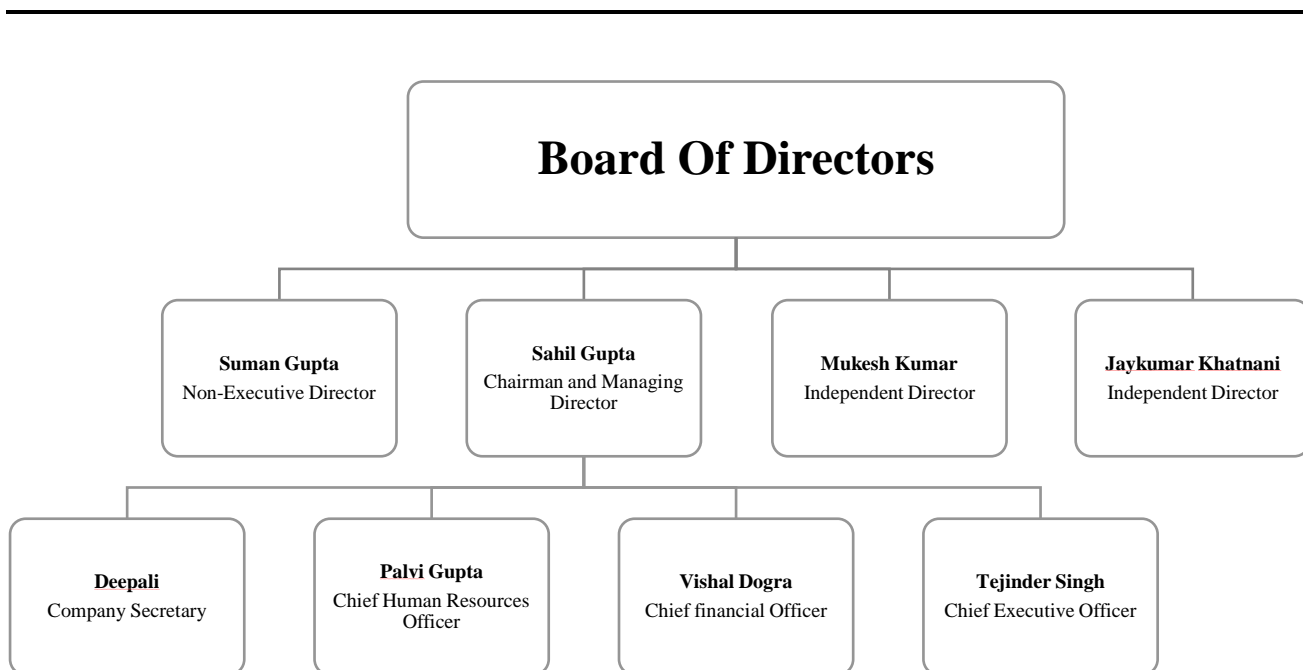 Board Of Directors
Suman Gupta
Non-Executive Director
Sahil Gupta
Chairman and Managing
Director
Mukesh Kumar
Independent Director
Jaykumar Khatnani
Independent Director
Deepali
Company Secretary
Palvi Gupta
Chief Human Resources
Officer
Vishal Dogra
Chief financial Officer
Tejinder Singh
Chief Executive Officer